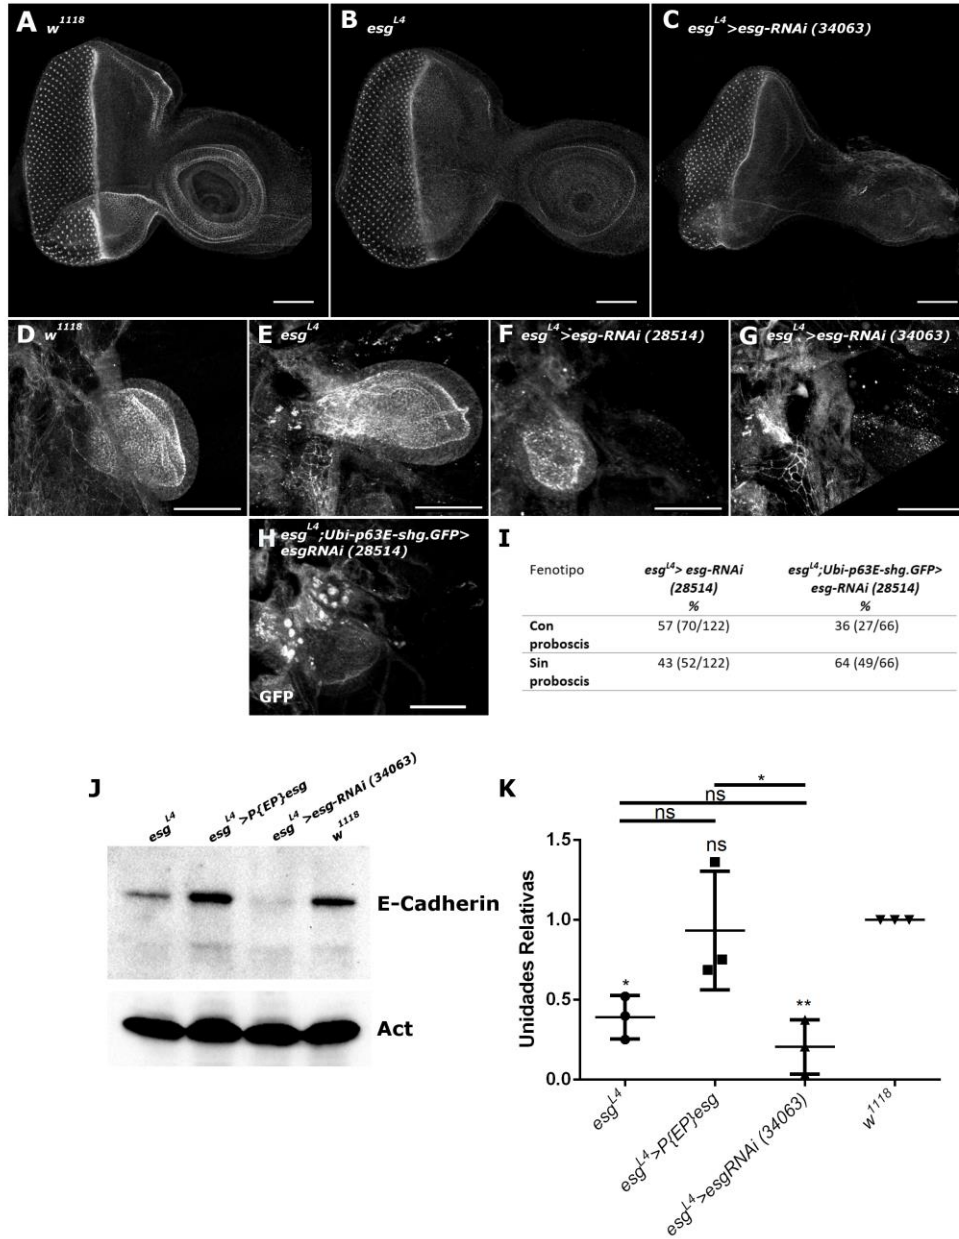 A w1118
B esgL4
C esgL4>esg-RNAi (34063)
D w1118
E esgL4
F esgL4>esg-RNAi (28514)
G esgL4>esg-RNAi (34063)
H esgL4;Ubi-p63E-shg.GFP>
esgRNAi (28514)
GFP
I
Fenotipo esgL4> esg-RNAi esgL4;Ubi-p63E-shg.GFP>
(28514) esg-RNAi (28514)
% %
Con 57 (70/122) 36 (27/66)
proboscis
Sin 43 (52/122) 64 (49/66)
proboscis
J
esgL4
esgL4>P{EP}esg
esgL4>esg-RNAi (34063)
w1118
E-Cadherin
Act
K
*
ns
ns
ns
*
**
Unidades Relativas
1.5
1.0
0.5
0.0
esgL4
esgL4>P{EP}esg
esgL4>esgRNAi (34063)
w1118